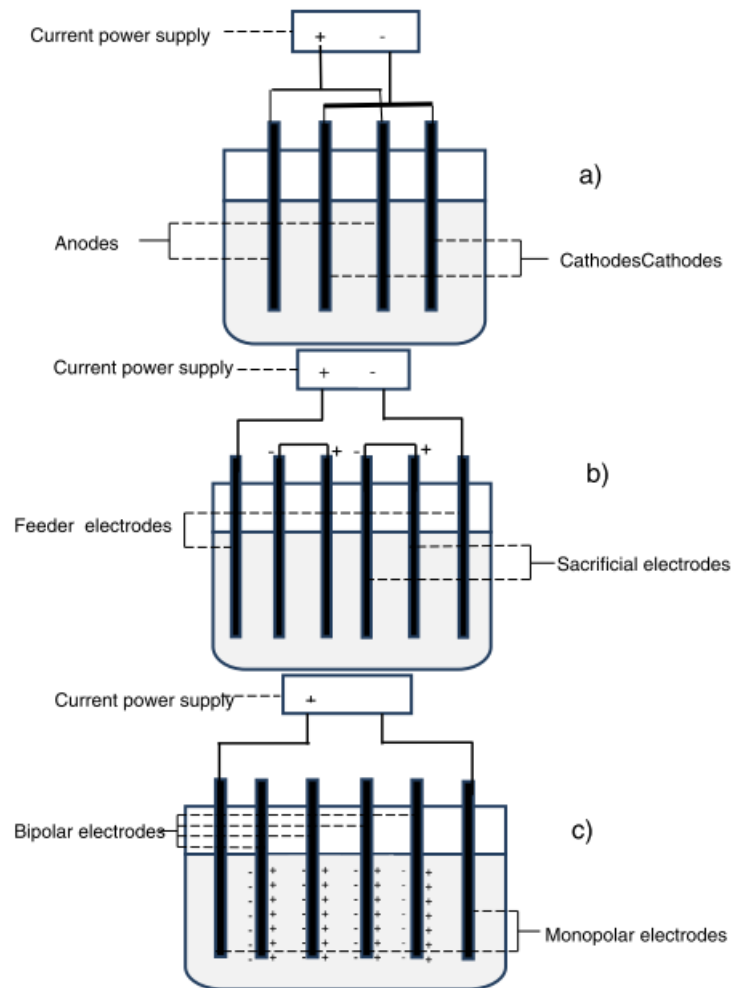 Current power supply
+ -
a)
Anodes
CathodesCathodes
Current power supply
+ -
- + - +
b)
Feeder electrodes
Sacrificial electrodes
Current power supply
+
Bipolar electrodes
c)
- + - + - + - +
- + - + - + - +
- + - + - + - +
- + - + - + - +
- + - + - + - +
- + - + - + - +
- + - + - + - +
Monopolar electrodes